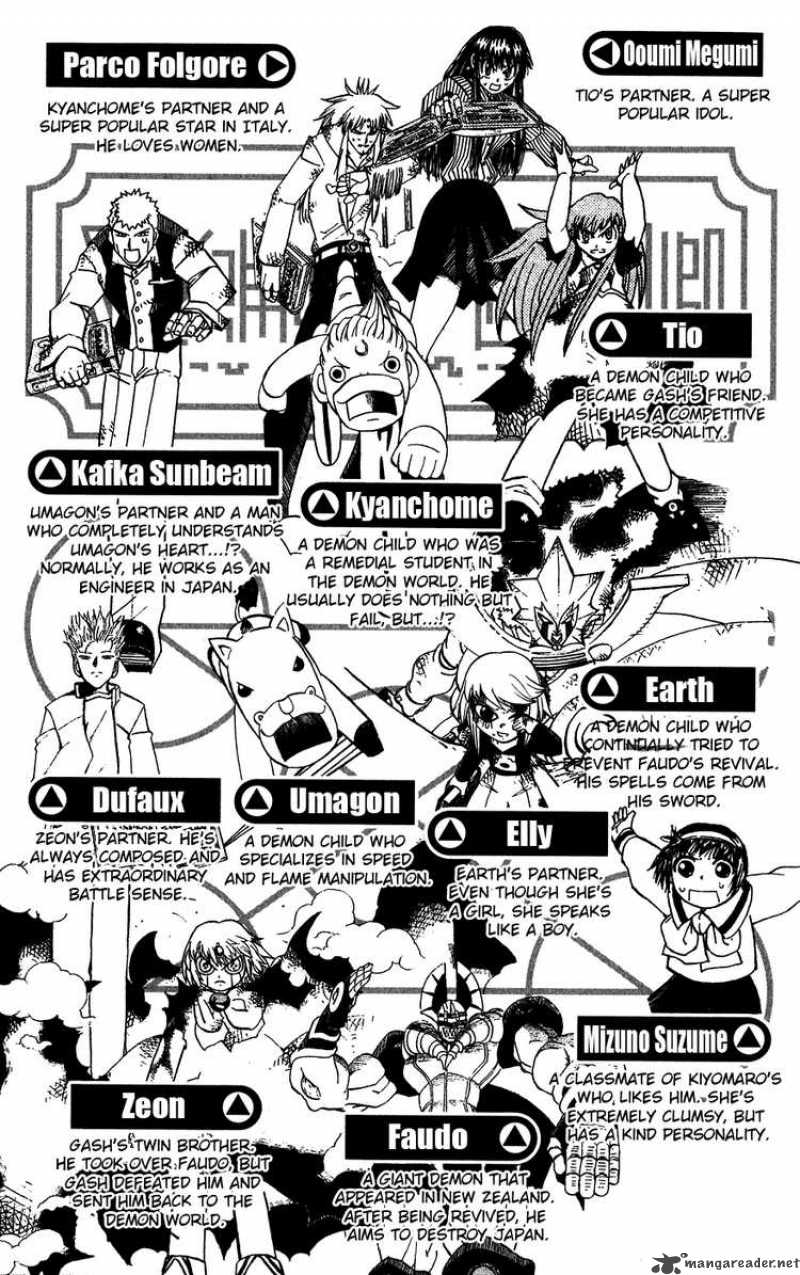 Parco Folgore
KYANCHOME'S PARTNER AND A
SUPER POPULAR STAR IN ITALY.
HE LOVES WOMEN.
Ooumi Megumi
TIO'S PARTNER. A SUPER
POPULAR IDOL.
Tio
A DEMON CHILD WHO
BECAME GASH'S FRIEND.
SHE HAS A COMPETITIVE
PERSONALITY.
Kafka Sunbeam
UMAGON'S PARTNER AND A MAN
WHO COMPLETELY UNDERSTANDS
UMAGON'S HEART...!?
NORMALLY, HE WORKS AS AN
ENGINEER IN JAPAN.
Kyanchome
A DEMON CHILD WHO WAS
A REMEDIAL STUDENT IN
THE DEMON WORLD. HE
USUALLY DOES NOTHING BUT
FAIL, BUT...!?
Earth
A DEMON CHILD WHO
CONTINUALLY TRIED TO
PREVENT FAUDO'S REVIVAL.
HIS SPELLS COME FROM
HIS SWORD.
Dufaux
ZEON'S PARTNER. HE'S
ALWAYS COMPOSED AND
HAS EXTRAORDINARY
BATTLE SENSE.
Umagon
A DEMON CHILD WHO
SPECIALIZES IN SPEED
AND FLAME MANIPULATION.
Elly
EARTH'S PARTNER.
EVEN THOUGH SHE'S
A GIRL, SHE SPEAKS
LIKE A BOY.
Mizuno Suzume
A CLASSMATE OF KIYOMARO'S
WHO LIKES HIM. SHE'S
EXTREMELY CLUMSY, BUT
HAS A KIND PERSONALITY.
Zeon
GASH'S TWIN BROTHER.
HE TOOK OVER FAUDO, BUT
GASH DEFEATED HIM AND
SENT HIM BACK TO THE
DEMON WORLD.
Faudo
A GIANT DEMON THAT
APPEARED IN NEW ZEALAND.
AFTER BEING REVIVED, HE
AIMS TO DESTROY JAPAN.
mangareader.net